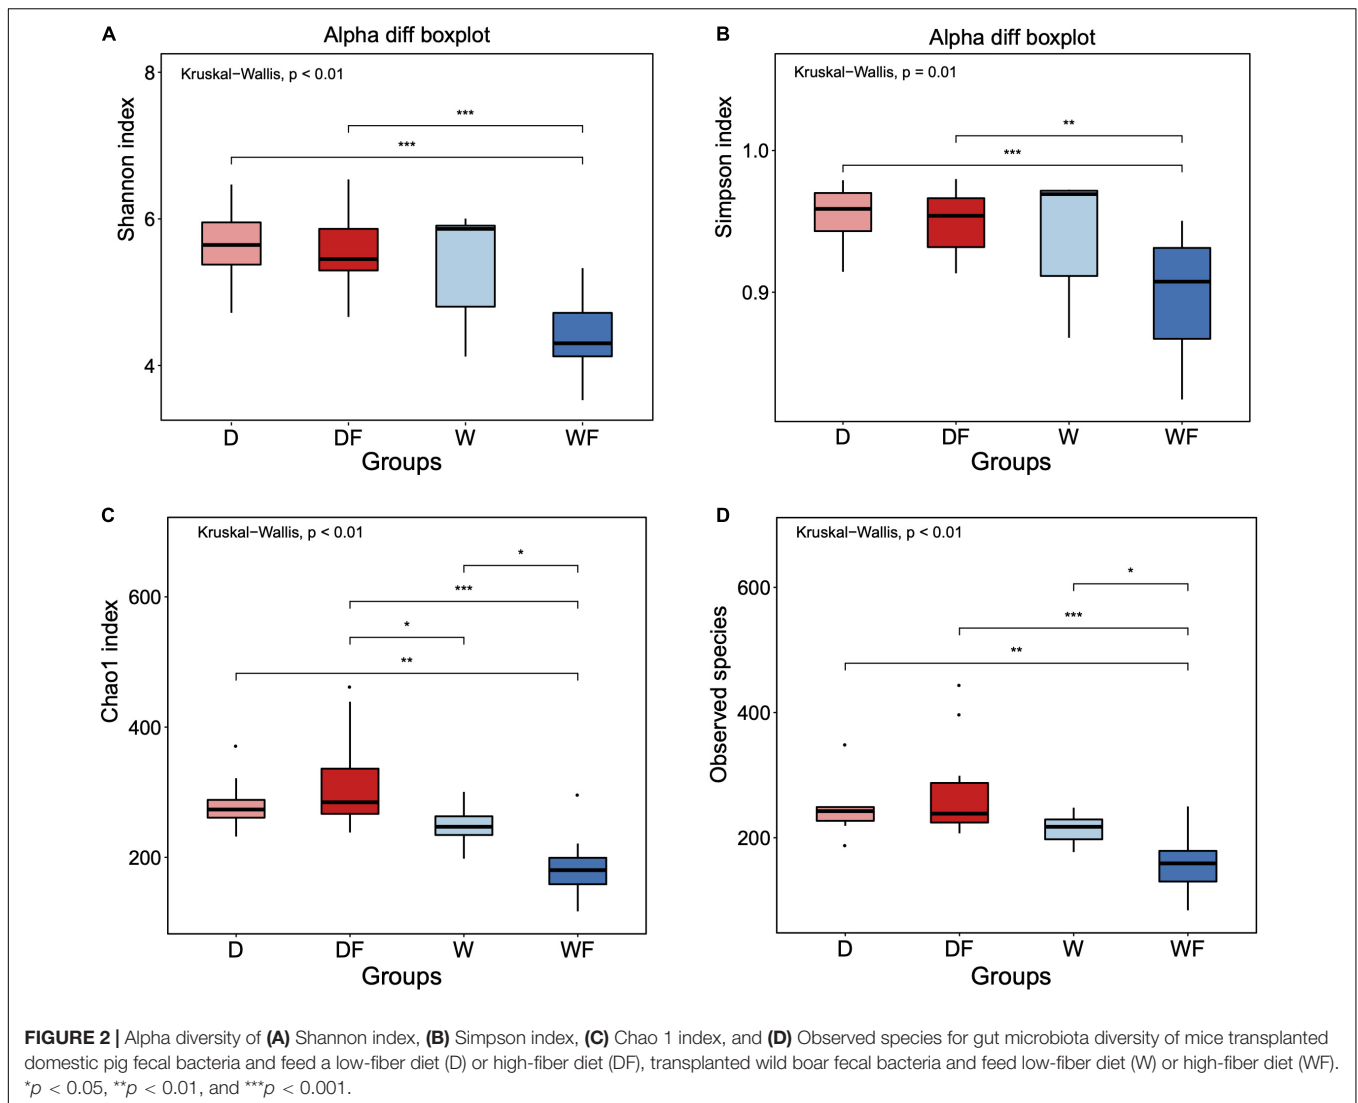 A
Alpha diff boxplot
Kruskal−Wallis, p < 0.01
Shannon index
8
6
4
***
***
D DF W WF
Groups
B
Alpha diff boxplot
Kruskal−Wallis, p = 0.01
Simpson index
1.0
0.9
**
***
D DF W WF
Groups
C
Kruskal−Wallis, p < 0.01
Chao1 index
600
400
200
*
***
*
**
D DF W WF
Groups
D
Kruskal−Wallis, p < 0.01
Observed species
600
400
200
*
***
**
D DF W WF
Groups
FIGURE 2 | Alpha diversity of (A) Shannon index, (B) Simpson index, (C) Chao 1 index, and (D) Observed species for gut microbiota diversity of mice transplanted
domestic pig fecal bacteria and feed a low-fiber diet (D) or high-fiber diet (DF), transplanted wild boar fecal bacteria and feed low-fiber diet (W) or high-fiber diet (WF).
*p < 0.05, **p < 0.01, and ***p < 0.001.